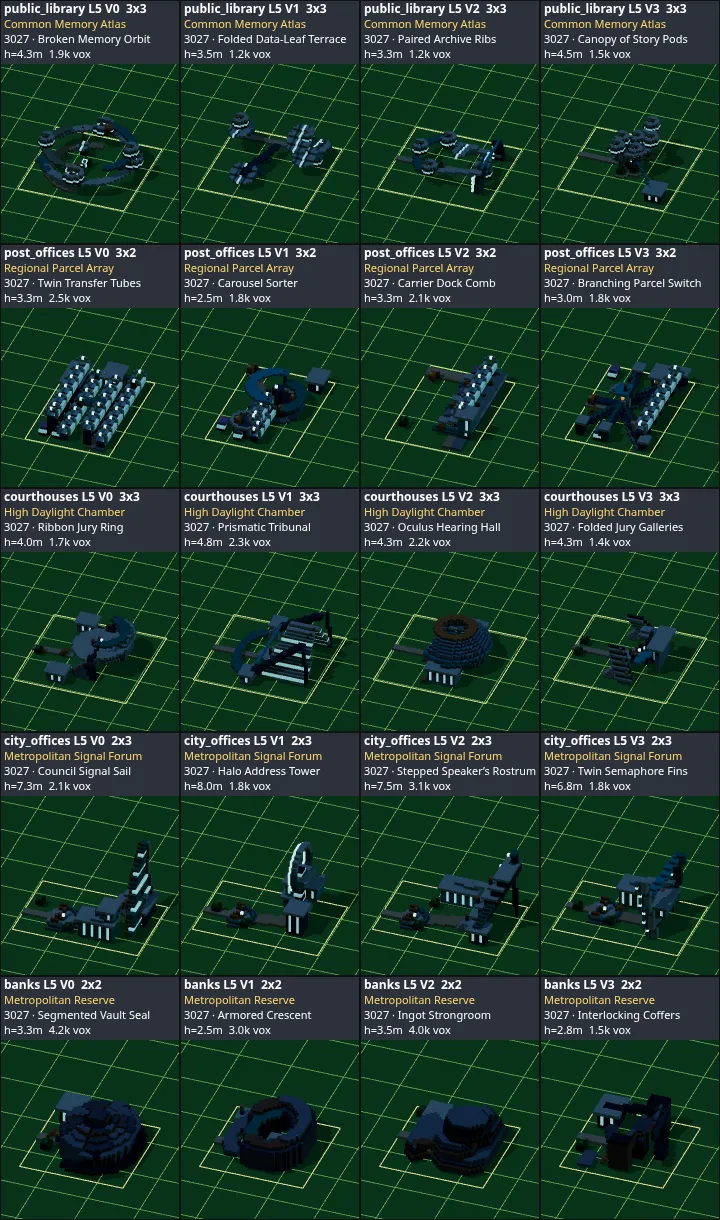 public_library L5 V0 3x3
Common Memory Atlas
3027 · Broken Memory Orbit
h=4.3m 1.9k vox
public_library L5 V1 3x3
Common Memory Atlas
3027 · Folded Data-Leaf Terrace
h=3.5m 1.2k vox
public_library L5 V2 3x3
Common Memory Atlas
3027 · Paired Archive Ribs
h=3.3m 1.2k vox
public_library L5 V3 3x3
Common Memory Atlas
3027 · Canopy of Story Pods
h=4.5m 1.5k vox
post_offices L5 V0 3x2
Regional Parcel Array
3027 · Twin Transfer Tubes
h=3.3m 2.5k vox
post_offices L5 V1 3x2
Regional Parcel Array
3027 · Carousel Sorter
h=2.5m 1.8k vox
post_offices L5 V2 3x2
Regional Parcel Array
3027 · Carrier Dock Comb
h=3.3m 2.1k vox
post_offices L5 V3 3x2
Regional Parcel Array
3027 · Branching Parcel Switch
h=3.0m 1.8k vox
courthouses L5 V0 3x3
High Daylight Chamber
3027 · Ribbon Jury Ring
h=4.0m 1.7k vox
courthouses L5 V1 3x3
High Daylight Chamber
3027 · Prismatic Tribunal
h=4.8m 2.3k vox
courthouses L5 V2 3x3
High Daylight Chamber
3027 · Oculus Hearing Hall
h=4.3m 2.2k vox
courthouses L5 V3 3x3
High Daylight Chamber
3027 · Folded Jury Galleries
h=4.3m 1.4k vox
city_offices L5 V0 2x3
Metropolitan Signal Forum
3027 · Council Signal Sail
h=7.3m 2.1k vox
city_offices L5 V1 2x3
Metropolitan Signal Forum
3027 · Halo Address Tower
h=8.0m 1.8k vox
city_offices L5 V2 2x3
Metropolitan Signal Forum
3027 · Stepped Speaker's Rostrum
h=7.5m 3.1k vox
city_offices L5 V3 2x3
Metropolitan Signal Forum
3027 · Twin Semaphore Fins
h=6.8m 1.8k vox
banks L5 V0 2x2
Metropolitan Reserve
3027 · Segmented Vault Seal
h=3.3m 4.2k vox
banks L5 V1 2x2
Metropolitan Reserve
3027 · Armored Crescent
h=2.5m 3.0k vox
banks L5 V2 2x2
Metropolitan Reserve
3027 · Ingot Strongroom
h=3.5m 4.0k vox
banks L5 V3 2x2
Metropolitan Reserve
3027 · Interlocking Coffers
h=2.8m 1.5k vox